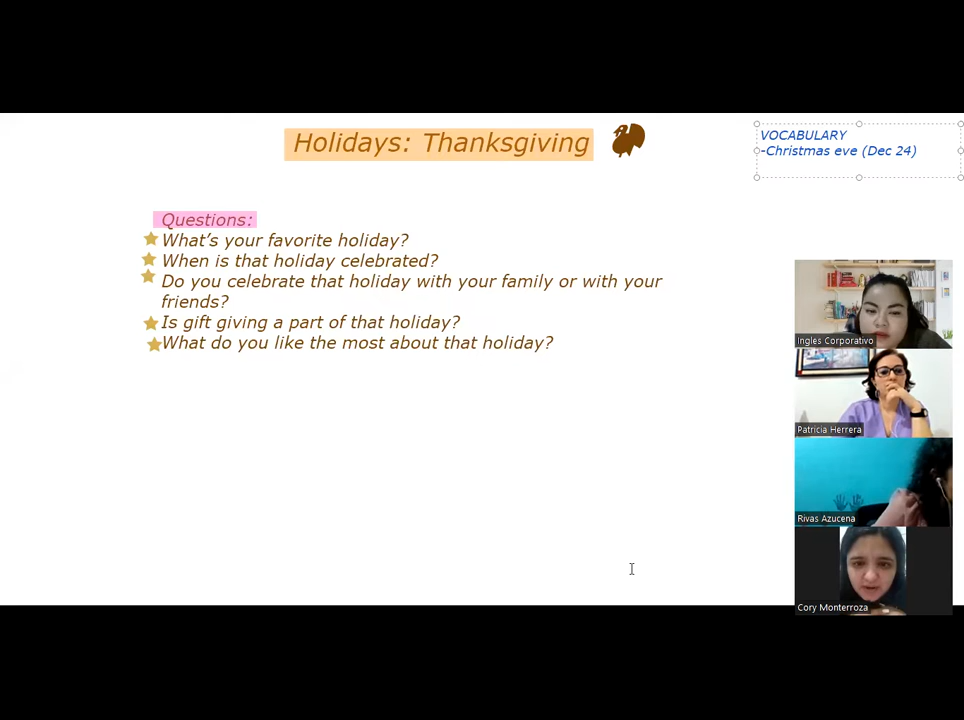 Holidays: Thanksgiving
VOCABULARY
-Christmas eve (Dec 24)
Questions:
What's your favorite holiday?
When is that holiday celebrated?
Do you celebrate that holiday with your family or with your
friends?
Is gift giving a part of that holiday?
What do you like the most about that holiday?
Ingles Corporativo
Patricia Herrera
Rivas Azucena
Cory Monterroza